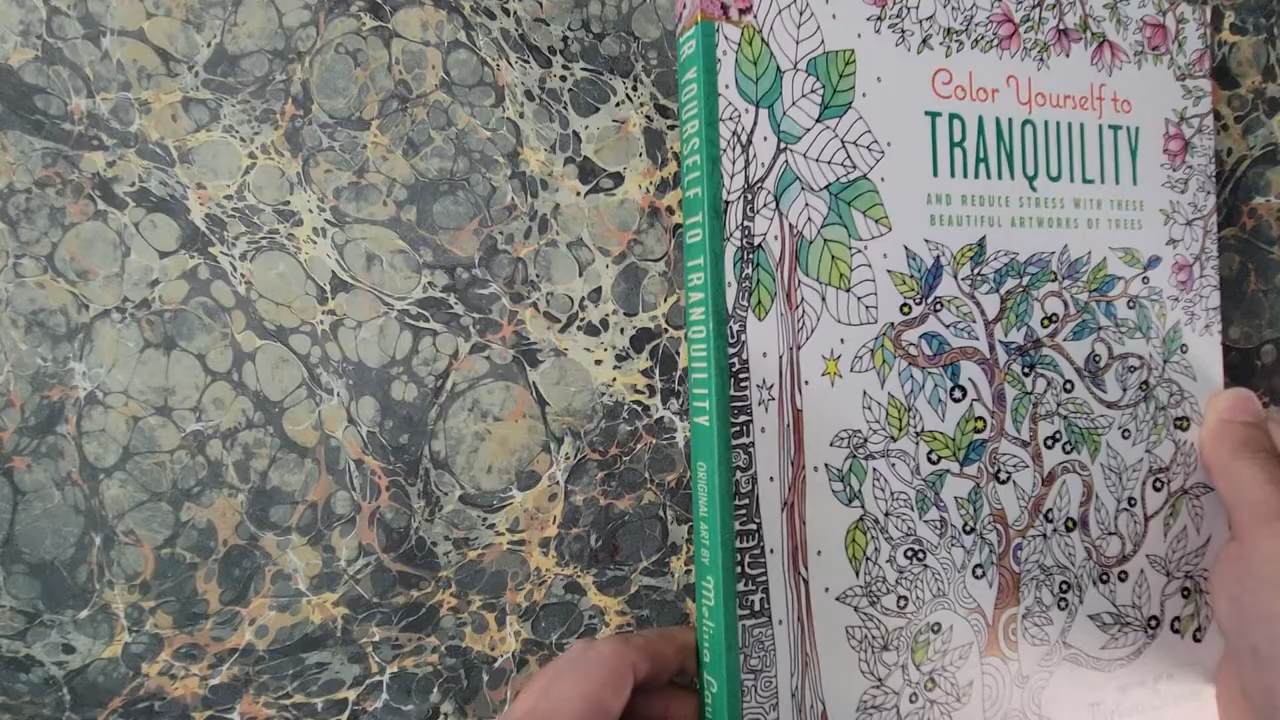 Color Yourself to
TRANQUILITY
AND REDUCE STRESS WITH THESE
BEAUTIFUL ARTWORKS OF TREES
YOURSELF TO TRANQUILITY
ORIGINAL ART BY Melissa